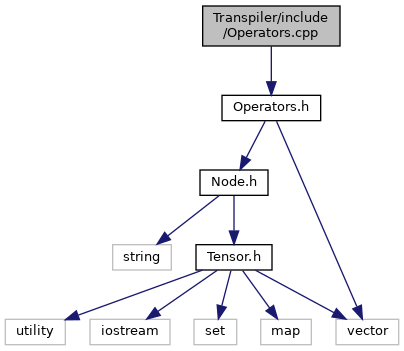 Transpiler/include
/Operators.cpp
Operators.h
Node.h
string
Tensor.h
utility
iostream
set
map
vector